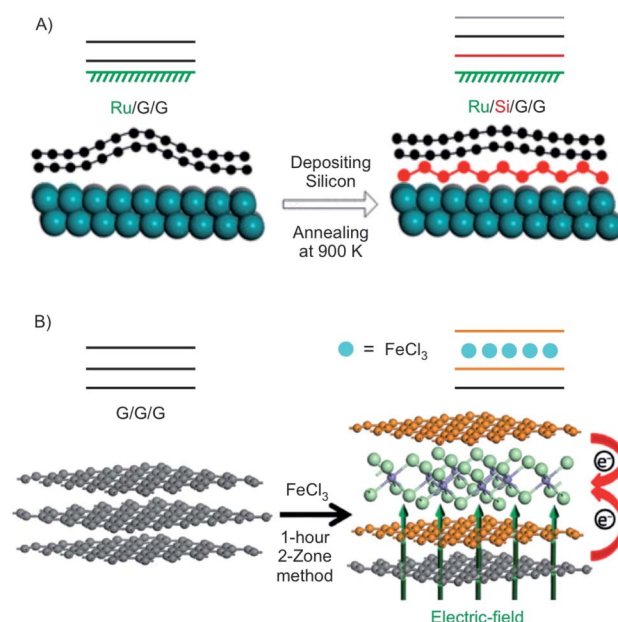 A)
Ru/G/G
Ru/Si/G/G
Depositing
Silicon
Annealing
at 900 K
B)
= FeCl₃
G/G/G
FeCl₃
1-hour
2-Zone
method
e⁻
e⁻
Electric-field